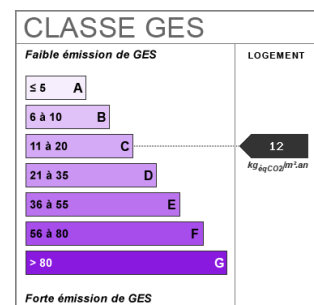 CLASSE GES
Faible émission de GES
LOGEMENT
≤ 5 A
6 à 10 B
11 à 20 C
12
kgéqCO2/m².an
21 à 35 D
36 à 55 E
56 à 80 F
> 80 G
Forte émission de GES